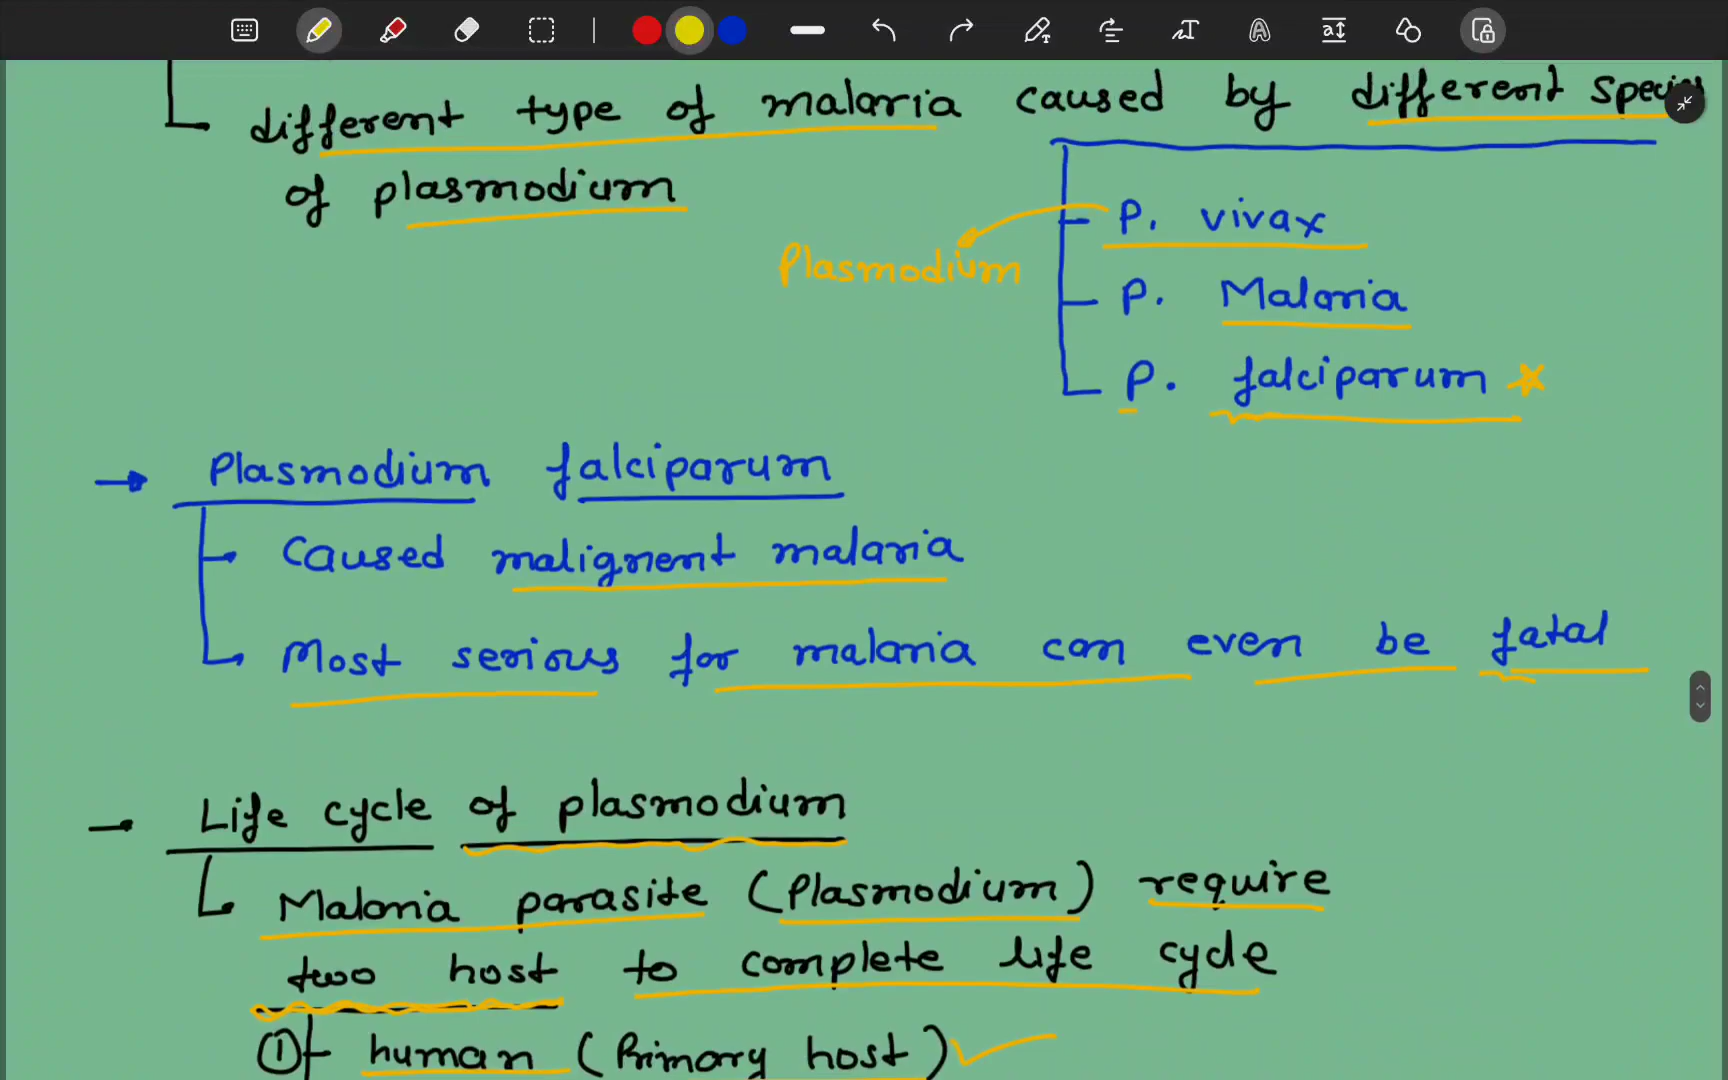 different type of malaria caused by different species
of plasmodium
P. vivax
Plasmodium
P. Malaria
P. falciparum
Plasmodium falciparum
Caused malignent malaria
Most serious for malaria can even be fatal
Life cycle of plasmodium
Malaria parasite (Plasmodium) require
two host to complete life cycle
① human (Primary host)